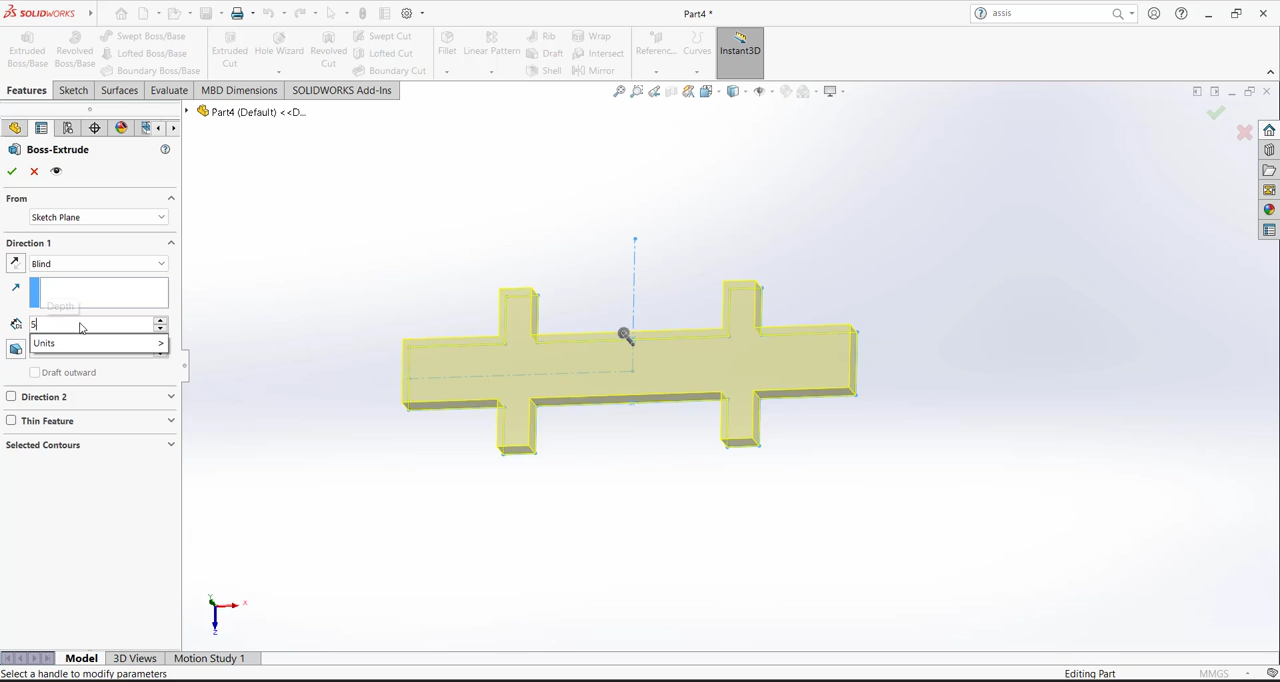 SOLIDWORKS
Part4 *
assis
Extruded Boss/Base
Revolved Boss/Base
Swept Boss/Base
Lofted Boss/Base
Boundary Boss/Base
Extruded Cut
Hole Wizard
Revolved Cut
Swept Cut
Lofted Cut
Boundary Cut
Fillet
Linear Pattern
Rib
Draft
Shell
Wrap
Intersect
Mirror
Referenc...
Curves
Instant3D
Features
Sketch
Surfaces
Evaluate
MBD Dimensions
SOLIDWORKS Add-Ins
Part4 (Default) <<D...
Boss-Extrude
From
Sketch Plane
Direction 1
Blind
Depth
5
Units >
Draft outward
Direction 2
Thin Feature
Selected Contours
Y
X
Z
Model
3D Views
Motion Study 1
Select a handle to modify parameters
Editing Part
MMGS